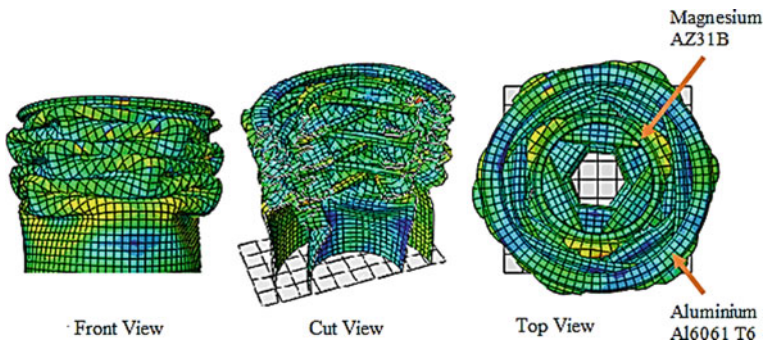 Magnesium
AZ31B
Front View
Cut View
Top View
Aluminium
Al6061 T6